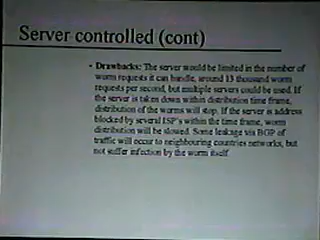 Server controlled (cont)
• Drawbacks: The server would be limited in the number of
worm requests it can handle, around 13 thousand worm
requests per second, but multiple servers could be used. If
the server is taken down within distribution time frame,
distribution of the worms will stop. If the server is address
blocked by several ISP's within the time frame, worm
distribution will be slowed. Some leakage via BGP of
traffic will occur to neighbouring countries networks, but
not suffer infection by the worm itself